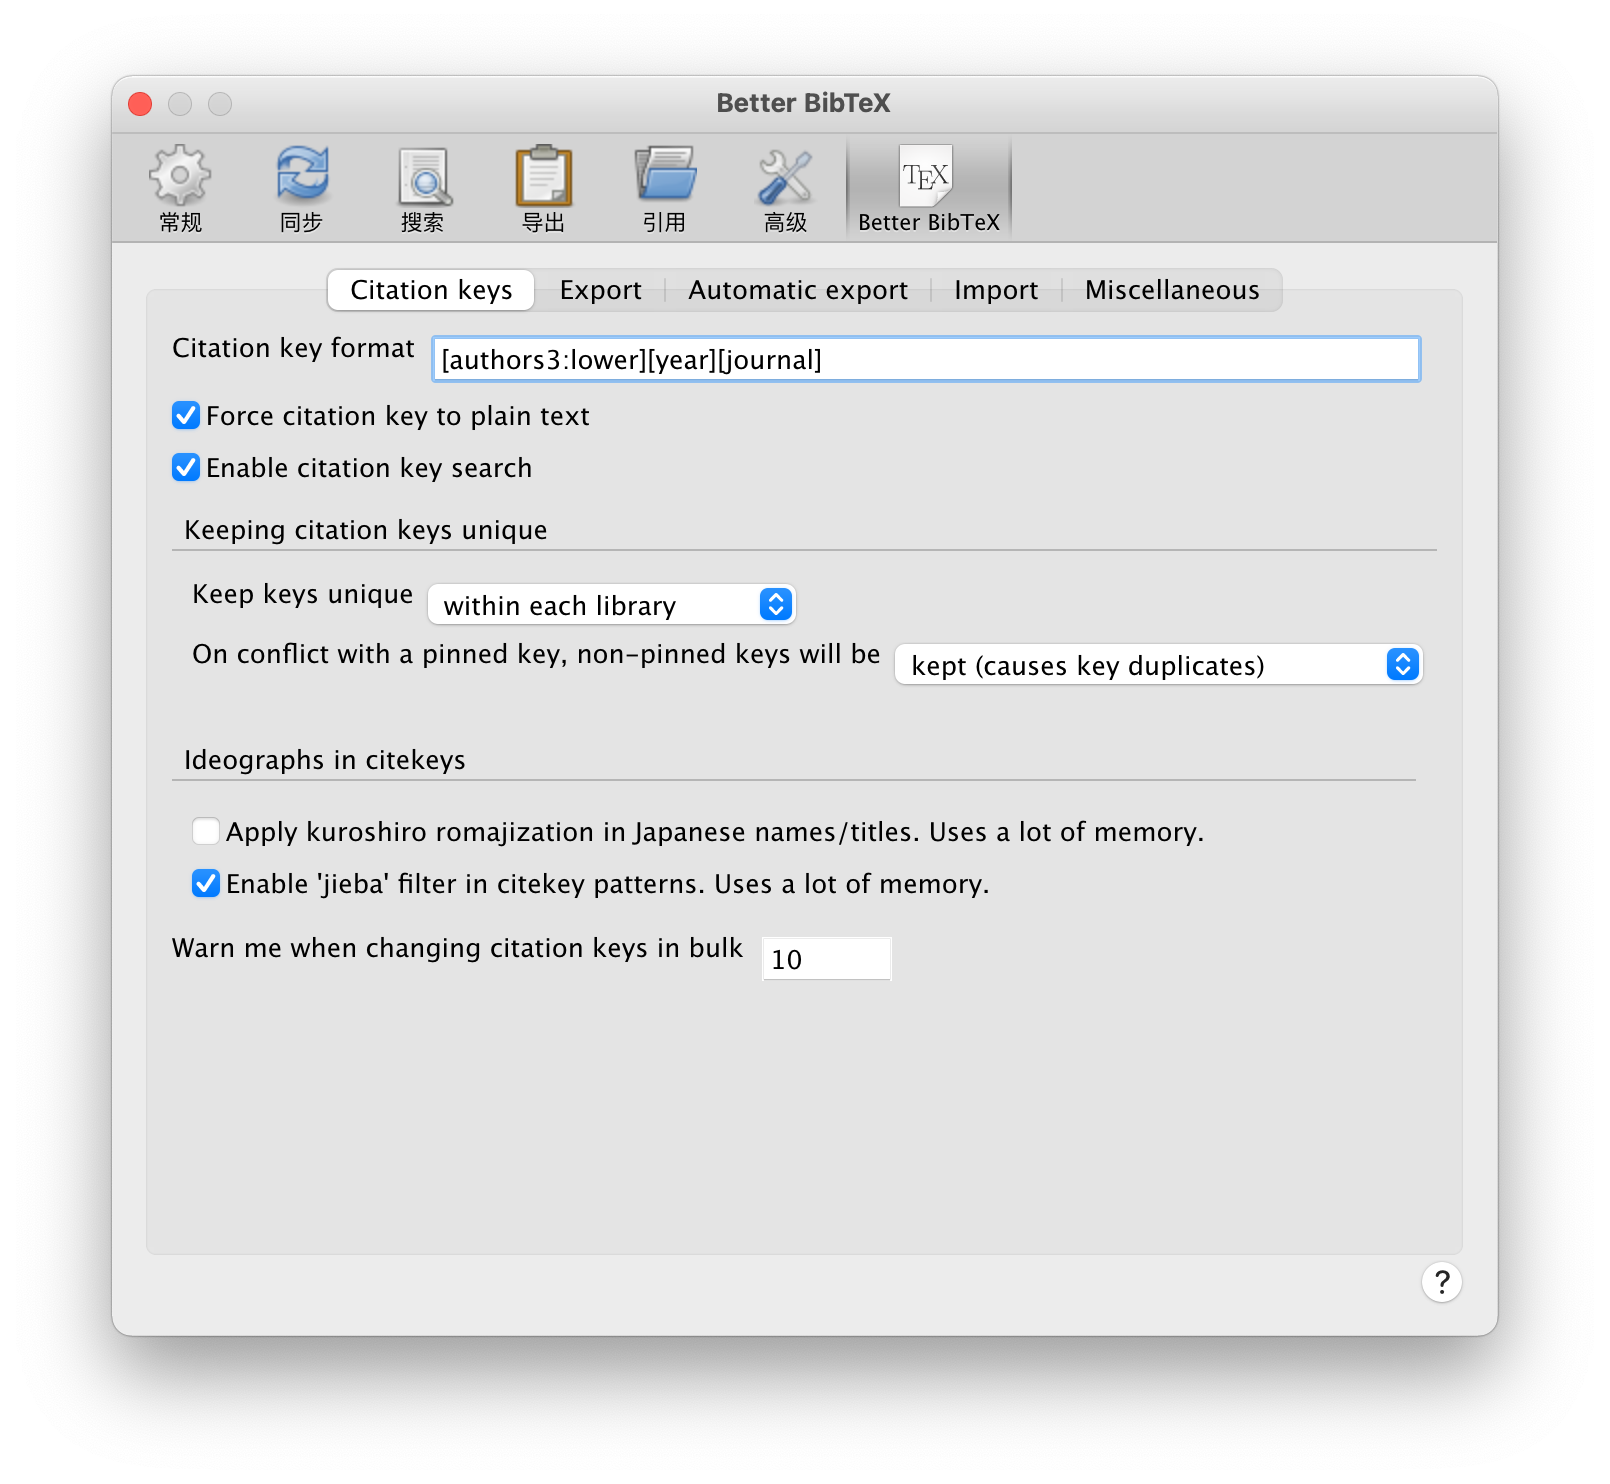 Better BibTeX
TEX
常规 同步 搜索 导出 引用 高级 Better BibTeX
Citation keys Export Automatic export Import Miscellaneous
Citation key format [authors3:lower][year][journal]
Force citation key to plain text
Enable citation key search
Keeping citation keys unique
Keep keys unique within each library
On conflict with a pinned key, non-pinned keys will be kept (causes key duplicates)
Ideographs in citekeys
Apply kuroshiro romajization in Japanese names/titles. Uses a lot of memory.
Enable 'jieba' filter in citekey patterns. Uses a lot of memory.
Warn me when changing citation keys in bulk 10
?